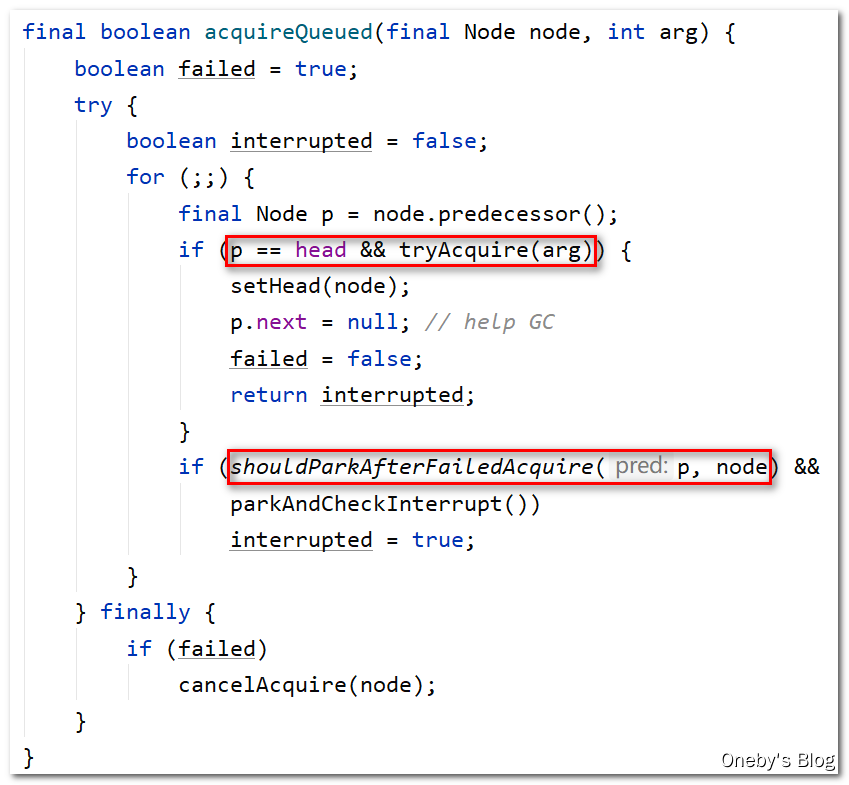 final boolean acquireQueued(final Node node, int arg) {
    boolean failed = true;
    try {
        boolean interrupted = false;
        for (;;) {
            final Node p = node.predecessor();
            if (p == head && tryAcquire(arg)) {
                setHead(node);
                p.next = null; // help GC
                failed = false;
                return interrupted;
            }
            if (shouldParkAfterFailedAcquire( pred: p, node) &&
                parkAndCheckInterrupt())
                interrupted = true;
        }
    } finally {
        if (failed)
            cancelAcquire(node);
    }
}
Oneby's Blog